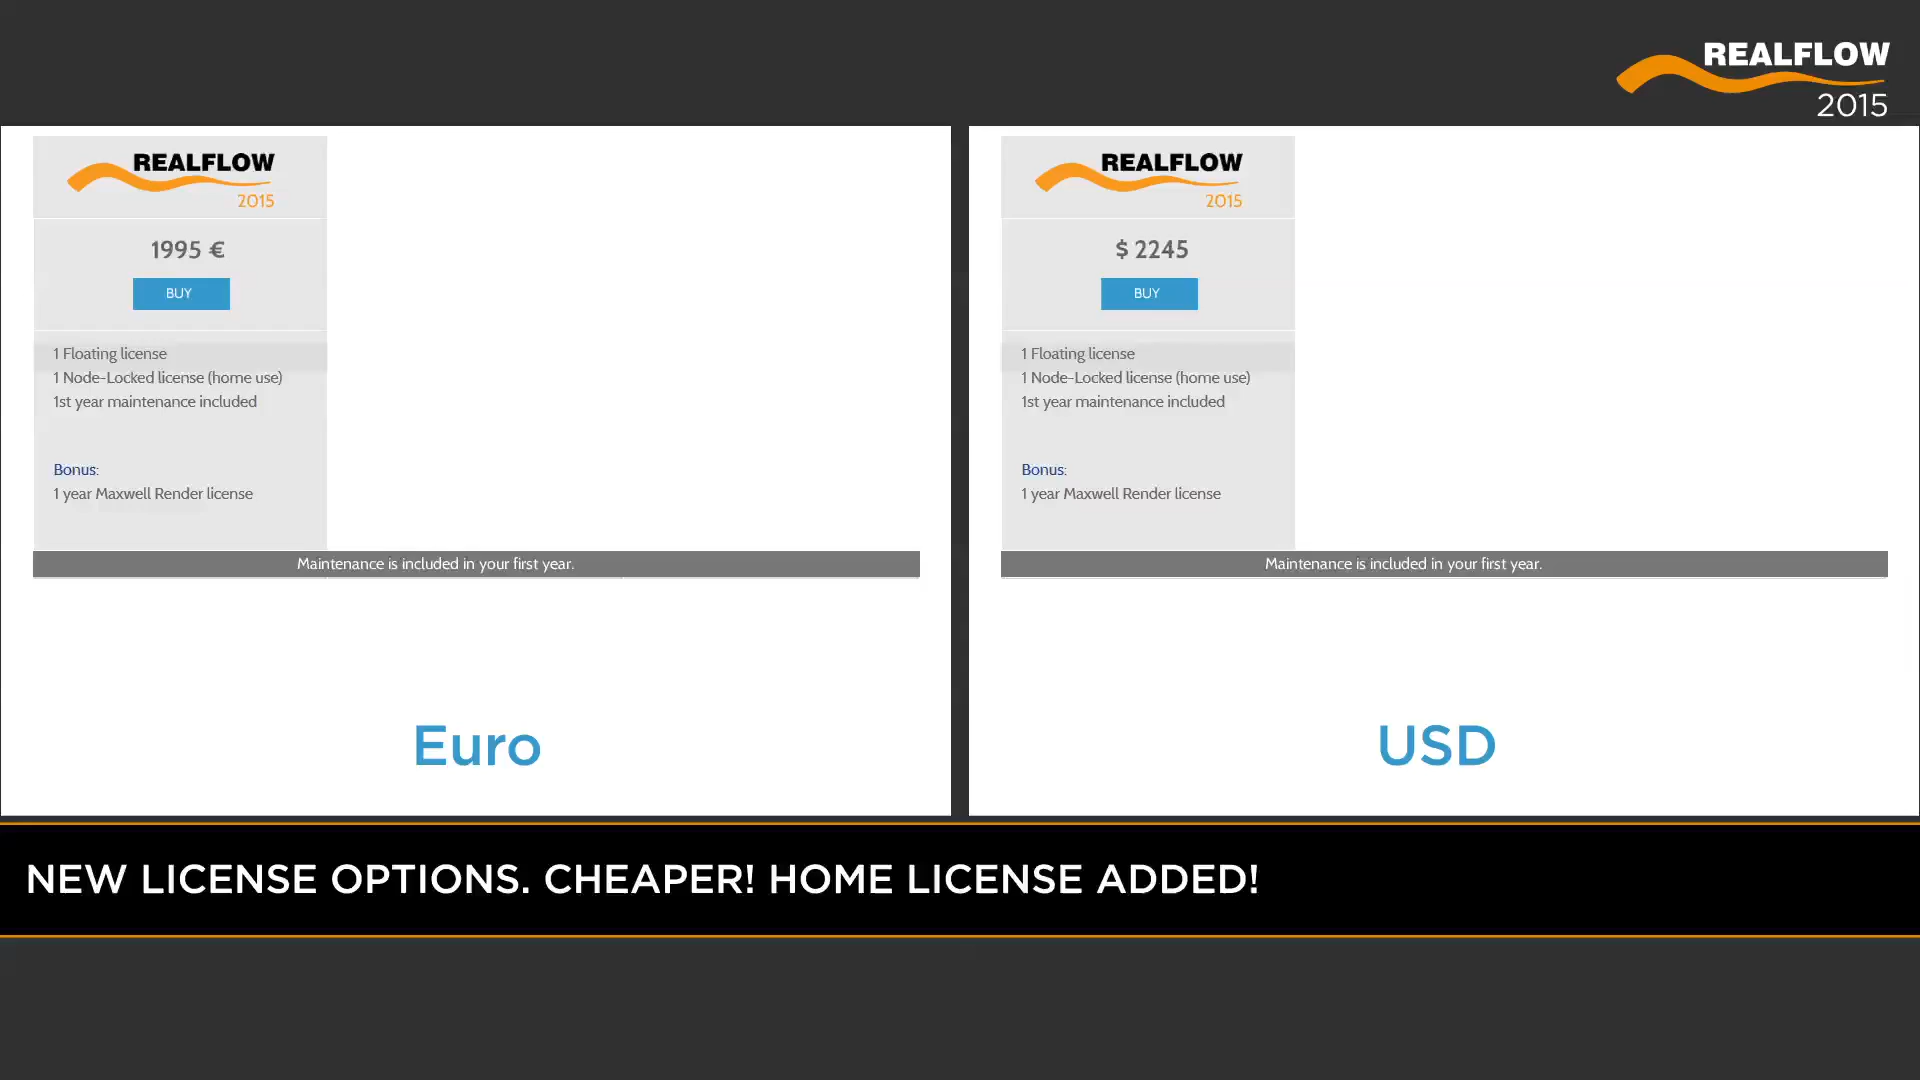 REALFLOW
2015
REALFLOW
2015
1995 €
BUY
1 Floating license
1 Node-Locked license (home use)
1st year maintenance included
Bonus:
1 year Maxwell Render license
Maintenance is included in your first year.
Euro
REALFLOW
2015
$ 2245
BUY
1 Floating license
1 Node-Locked license (home use)
1st year maintenance included
Bonus:
1 year Maxwell Render license
Maintenance is included in your first year.
USD
NEW LICENSE OPTIONS. CHEAPER! HOME LICENSE ADDED!